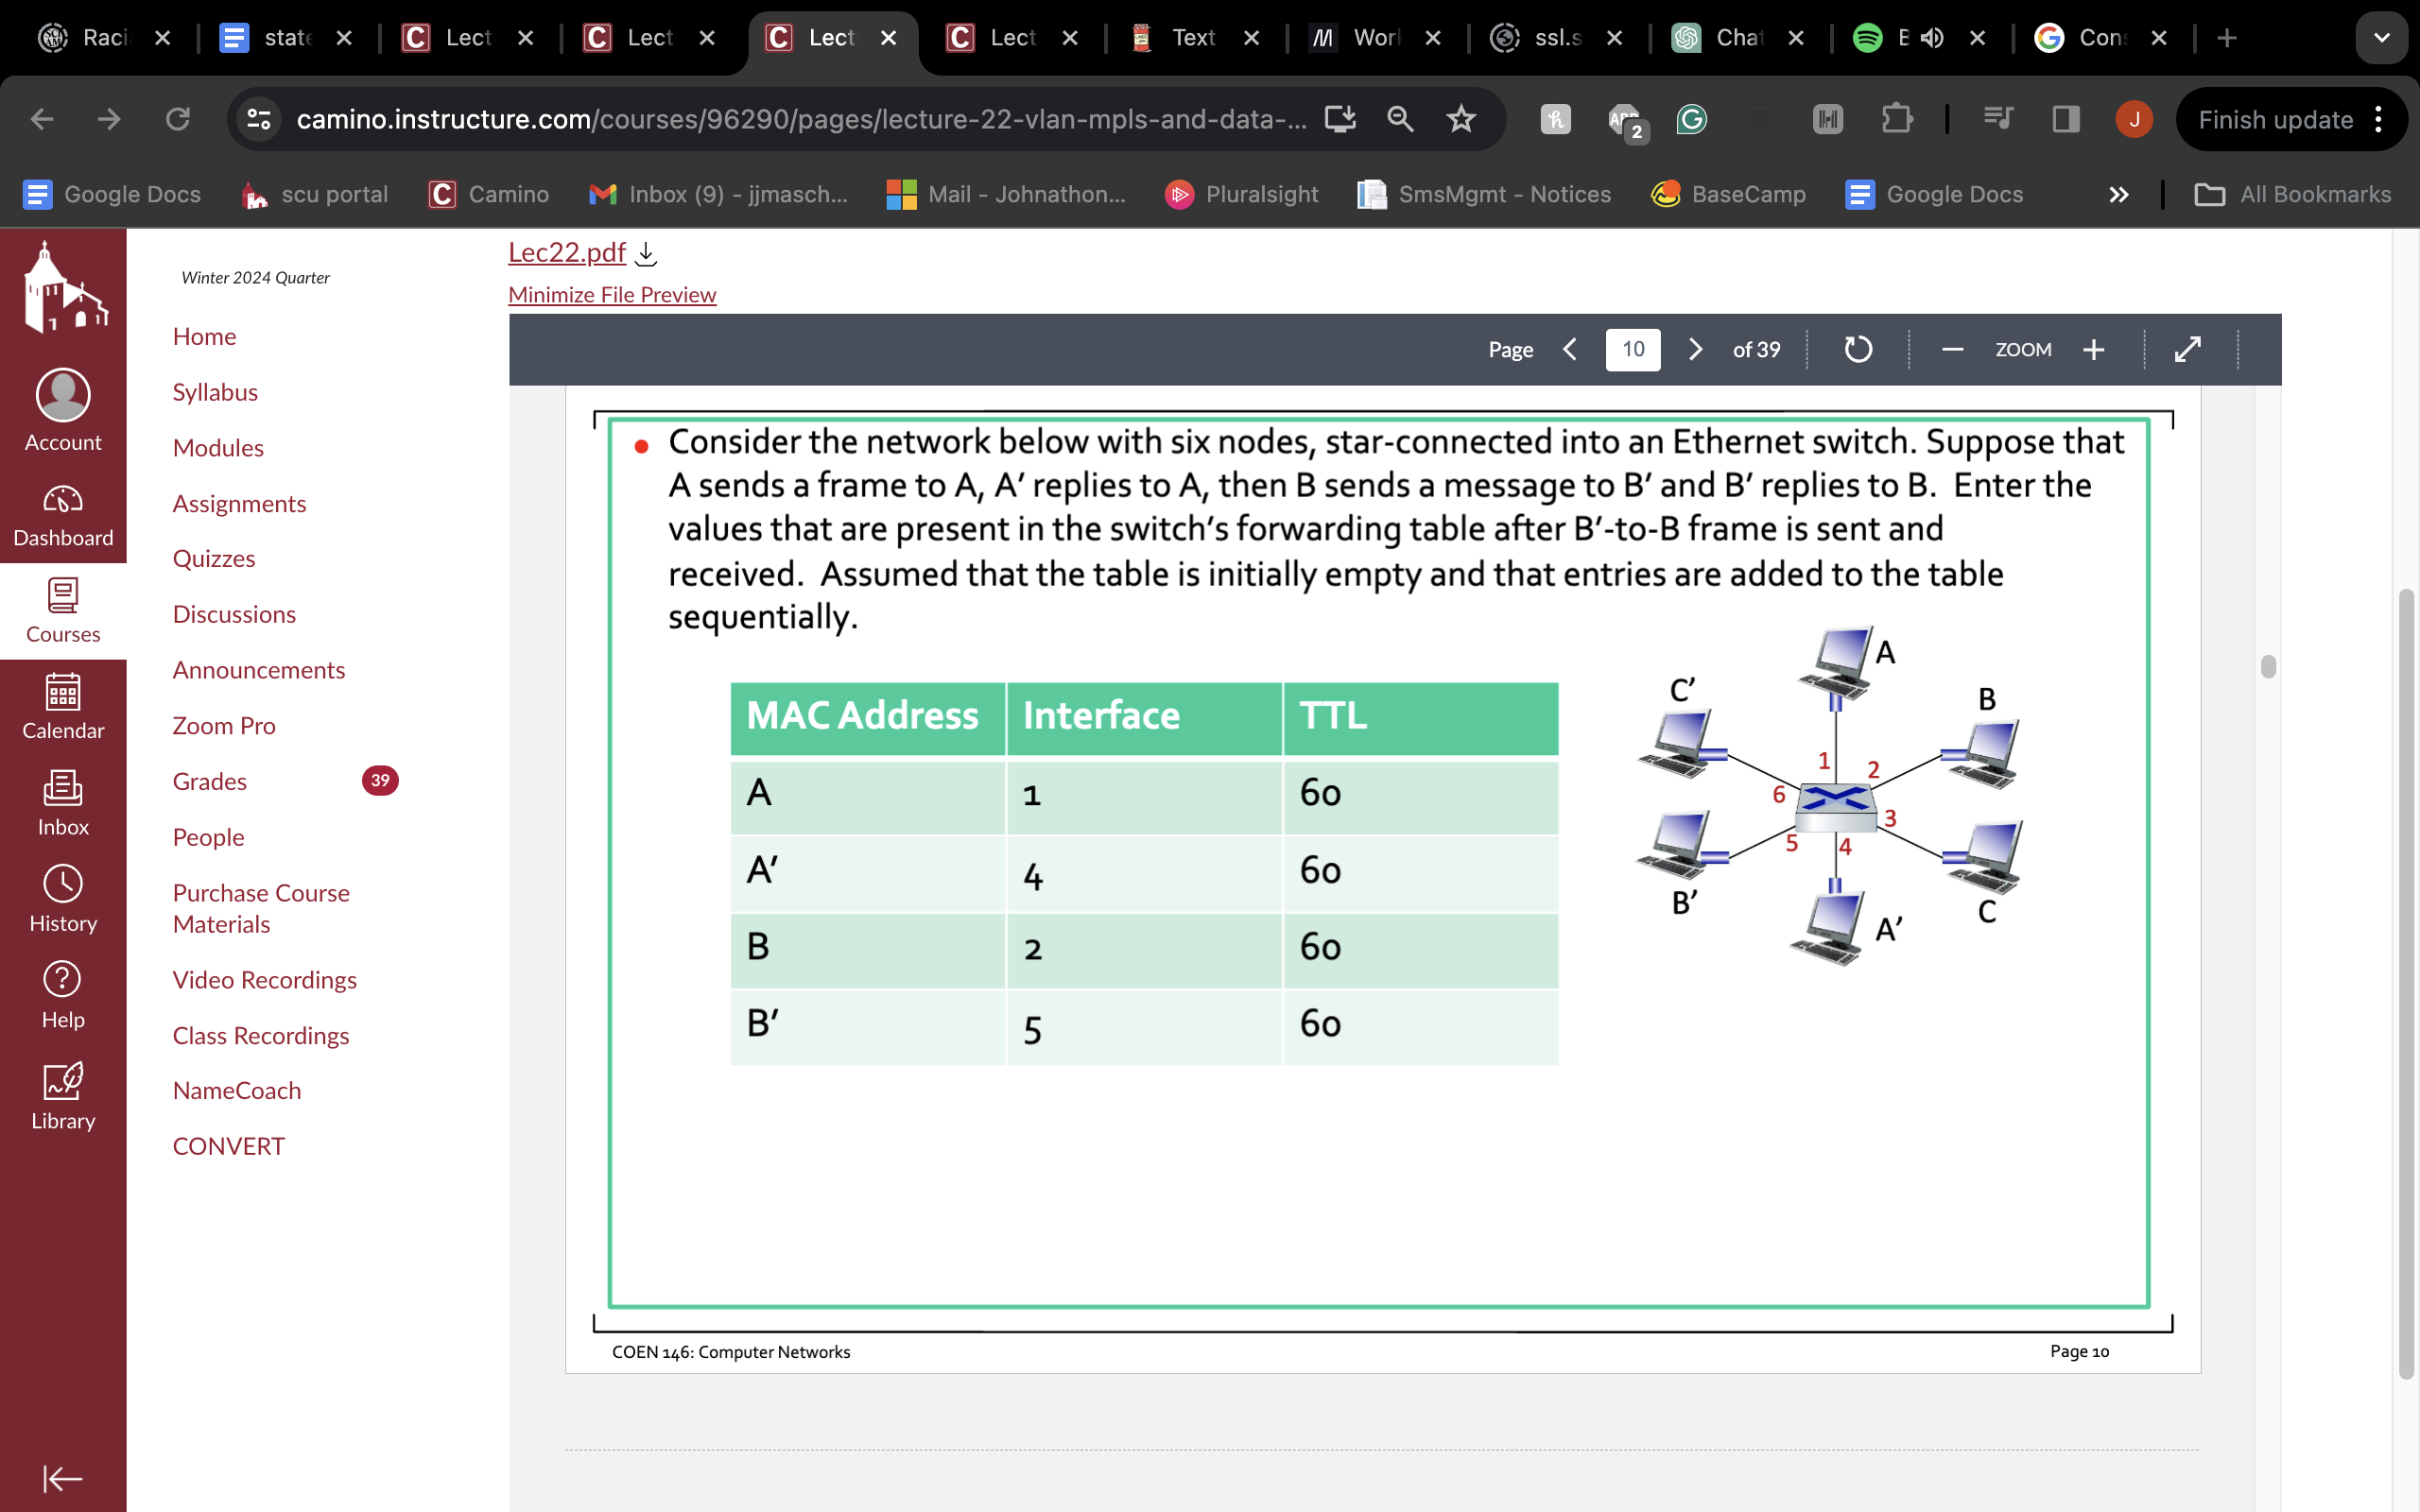 Raci
state
Lect
Lect
Lect
Lect
Text
Worl
ssl.s
Chat
E
Cons
camino.instructure.com/courses/96290/pages/lecture-22-vlan-mpls-and-data-...
2
J
Finish update
Google Docs
scu portal
Camino
Inbox (9) - jjmasch...
Mail - Johnathon...
Pluralsight
SmsMgmt - Notices
BaseCamp
Google Docs
All Bookmarks
Account
Dashboard
Courses
Calendar
Inbox
History
Help
Library
Winter 2024 Quarter
Home
Syllabus
Modules
Assignments
Quizzes
Discussions
Announcements
Zoom Pro
Grades 39
People
Purchase Course
Materials
Video Recordings
Class Recordings
NameCoach
CONVERT
Lec22.pdf
Minimize File Preview
Page 10 of 39 ZOOM
Consider the network below with six nodes, star-connected into an Ethernet switch. Suppose that
A sends a frame to A, A’ replies to A, then B sends a message to B’ and B’ replies to B. Enter the
values that are present in the switch’s forwarding table after B’-to-B frame is sent and
received. Assumed that the table is initially empty and that entries are added to the table
sequentially.
MAC Address Interface TTL
A 1 60
A’ 4 60
B 2 60
B’ 5 60
A
C’
B
1
2
6
3
5
4
B’
A’
C
COEN 146: Computer Networks
Page 10